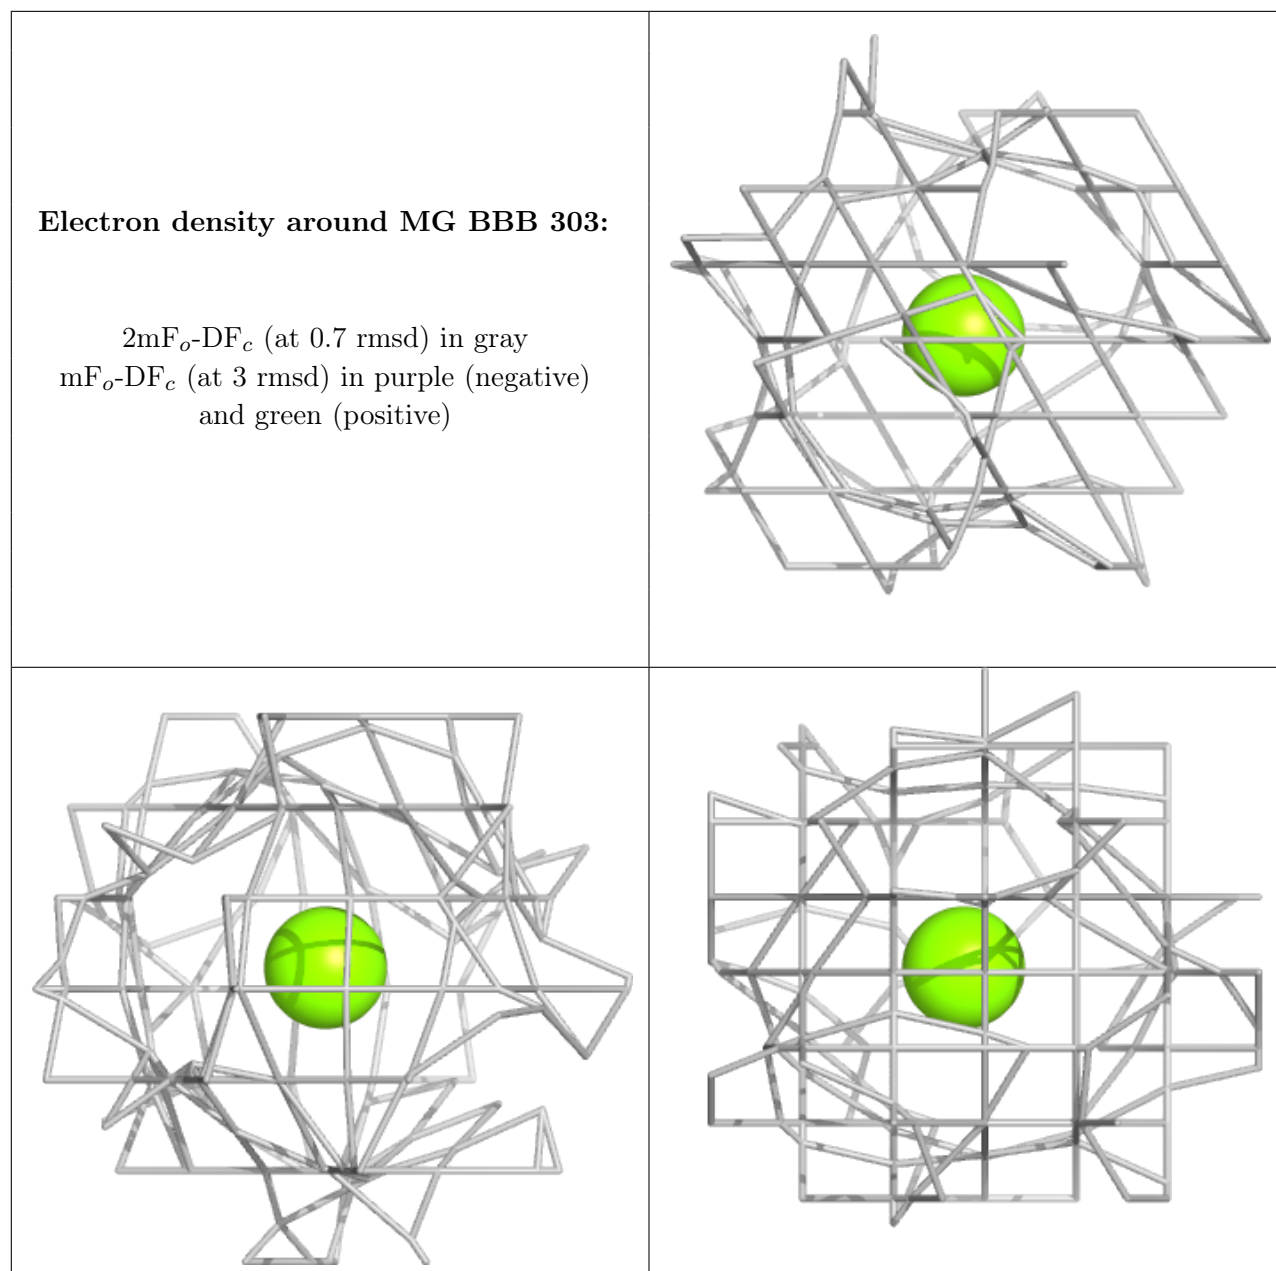 Electron density around MG BBB 303:
2mFo-DFc (at 0.7 rmsd) in gray
mFo-DFc (at 3 rmsd) in purple (negative)
and green (positive)